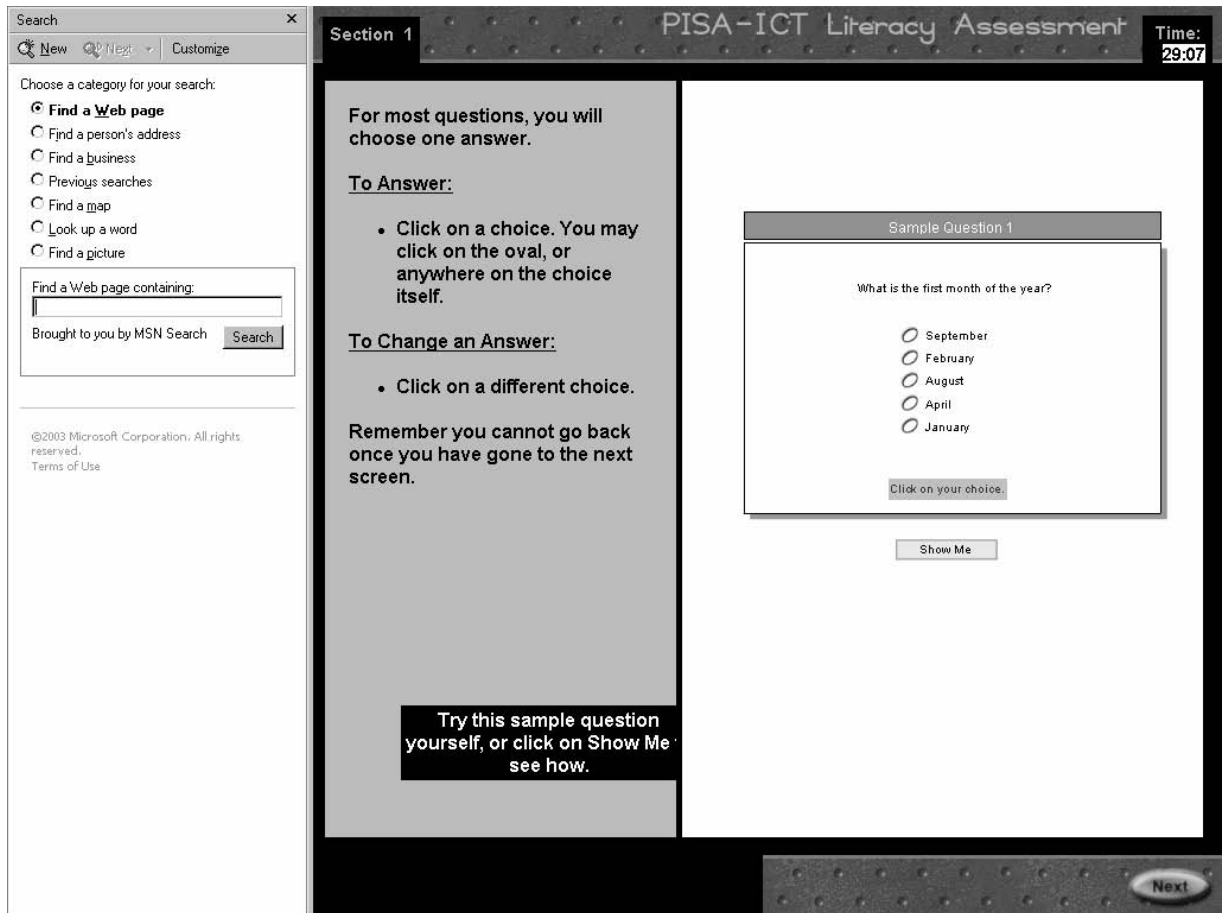 Search
New Next Customize
Choose a category for your search:
Find a Web page
Find a person's address
Find a business
Previous searches
Find a map
Look up a word
Find a picture
Find a Web page containing:
Brought to you by MSN Search Search
©2003 Microsoft Corporation. All rights
reserved.
Terms of Use
Section 1
PISA-ICT Literacy Assessment
Time:
29:07
For most questions, you will
choose one answer.
To Answer:
• Click on a choice. You may
click on the oval, or
anywhere on the choice
itself.
To Change an Answer:
• Click on a different choice.
Remember you cannot go back
once you have gone to the next
screen.
Try this sample question
yourself, or click on Show Me
see how.
Sample Question 1
What is the first month of the year?
September
February
August
April
January
Click on your choice.
Show Me
Next